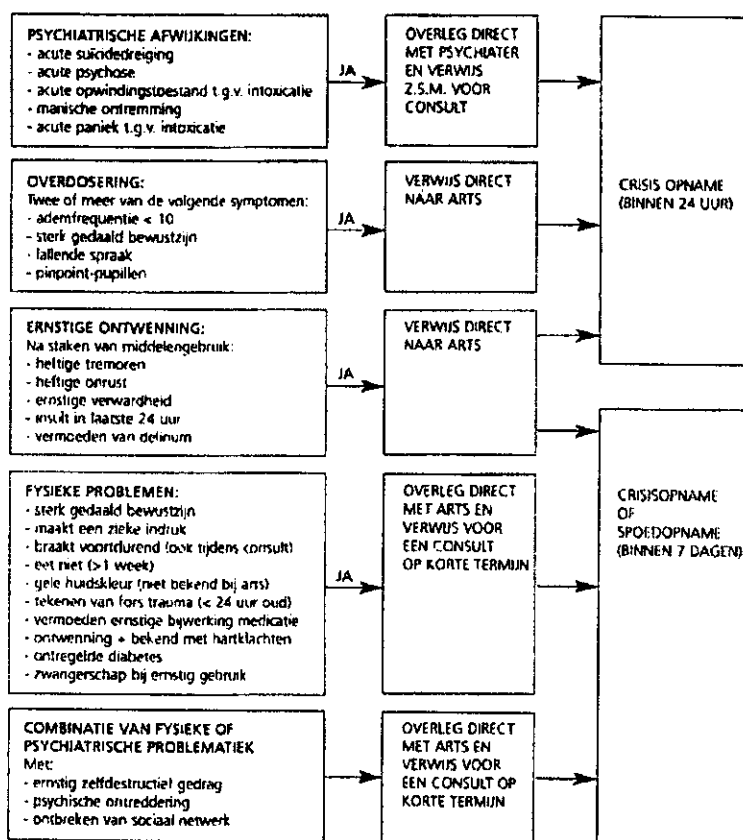 PSYCHIATRISCHE AFWIJKINGEN:
- acute suïcidedreiging
- acute psychose
- acute opwindingstoestand t.g.v. intoxicatie
- manische ontremming
- acute paniek t.g.v. intoxicatie
JA
OVERLEG DIRECT
MET PSYCHIATER
EN VERWIJS
Z.S.M. VOOR
CONSULT
OVERDOSERING:
Twee of meer van de volgende symptomen:
- ademfrequentie < 10
- sterk gedaald bewustzijn
- lallende spraak
- pinpoint-pupillen
JA
VERWIJS DIRECT
NAAR ARTS
CRISIS OPNAME
(BINNEN 24 UUR)
ERNSTIGE ONTWENNING:
Na staken van middelengebruik:
- heftige tremoren
- heftige onrust
- ernstige verwardheid
- insult in laatste 24 uur
- vermoeden van delirium
JA
VERWIJS DIRECT
NAAR ARTS
FYSIEKE PROBLEMEN:
- sterk gedaald bewustzijn
- maakt een zieke indruk
- braakt voortdurend (ook tijdens consult)
- eet niet (>1 week)
- gele huidskleur (niet bekend bij arts)
- tekenen van fors trauma (< 24 uur oud)
- vermoeden ernstige bijwerking medicatie
- ontwenning + bekend met hartklachten
- ontregelde diabetes
- zwangerschap bij ernstig gebruik
JA
OVERLEG DIRECT
MET ARTS EN
VERWIJS VOOR
EEN CONSULT
OP KORTE TERMIJN
CRISISOPNAME
OF
SPOEDOPNAME
(BINNEN 7 DAGEN)
COMBINATIE VAN FYSIEKE OF
PSYCHIATRISCHE PROBLEMATIEK
Met:
- ernstig zelfdestructief gedrag
- psychische ontreddering
- ontbreken van sociaal netwerk
OVERLEG DIRECT
MET ARTS EN
VERWIJS VOOR
EEN CONSULT OP
KORTE TERMIJN